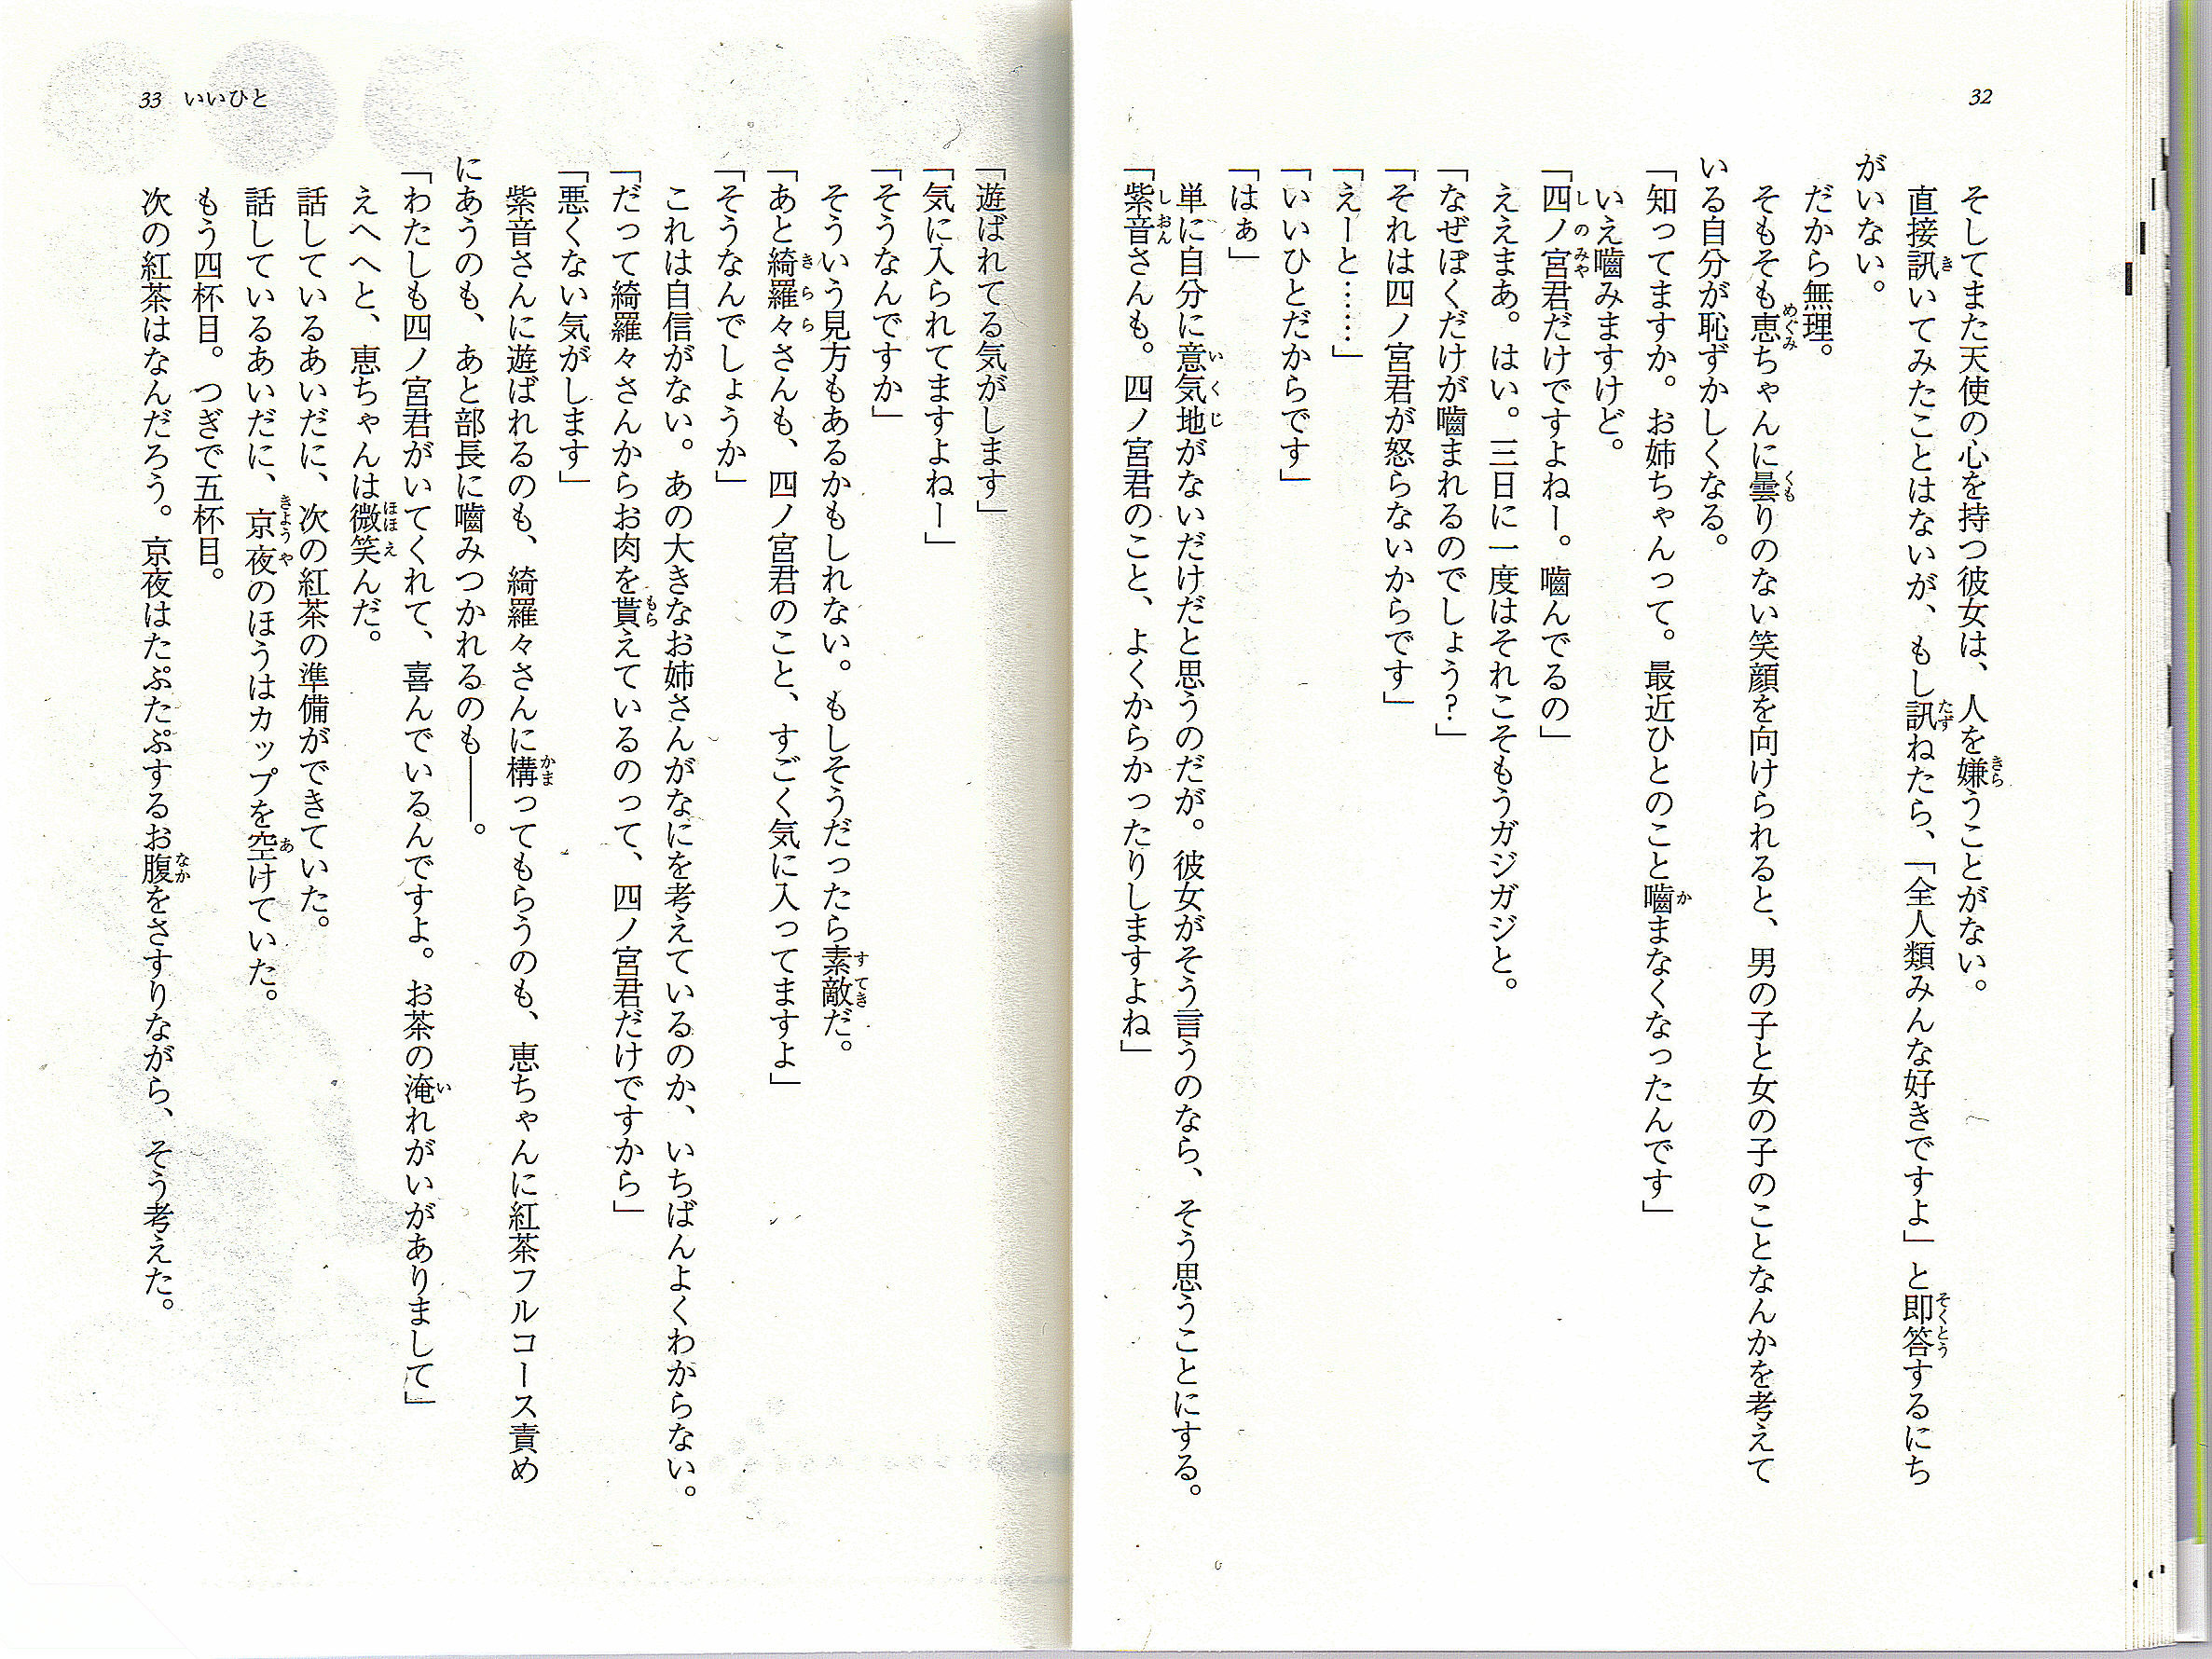 32
そしてまた天使の心を持つ彼女は、人を嫌うことがない。
直接訊いてみたことはないが、もし訊ねたら、「全人類みんな好きですよ」と即答するにち
がいない。
だから無理。
そもそも恵ちゃんに曇りのない笑顔を向けられると、男の子と女の子のことなんかを考えて
いる自分が恥ずかしくなる。
「知ってますか。お姉ちゃんって。最近ひとのこと嚙まなくなったんです」
いえ嚙みますけど。
「四ノ宮君だけですよねー。嚙んでるの」
ええまあ。はい。三日に一度はそれこそもうガジガジと。
「なぜぼくだけが嚙まれるのでしょう?」
「それは四ノ宮君が怒らないからです」
「えーと……」
「いいひとだからです」
「はぁ」
単に自分に意気地がないだけだと思うのだが。彼女がそう言うのなら、そう思うことにする。
「紫音さんも。四ノ宮君のこと、よくからかったりしますよね」
33 いいひと
「遊ばれてる気がします」
「気に入られてますよねー」
「そうなんですか」
そういう見方もあるかもしれない。もしそうだったら素敵だ。
「あと綺羅々さんも、四ノ宮君のこと、すごく気に入ってますよ」
「そうなんでしょうか」
これは自信がない。あの大きなお姉さんがなにを考えているのか、いちばんよくわからない。
「だって綺羅々さんからお肉を貰えているのって、四ノ宮君だけですから」
「悪くない気がします」
紫音さんに遊ばれるのも、綺羅々さんに構ってもらうのも、恵ちゃんに紅茶フルコース責め
にあうのも、あと部長に嚙みつかれるのも――。
「わたしも四ノ宮君がいてくれて、喜んでいるんですよ。お茶の淹れがいがありまして」
えへへと、恵ちゃんは微笑んだ。
話しているあいだに、次の紅茶の準備ができていた。
話しているあいだに、京夜のほうはカップを空けていた。
もう四杯目。つぎで五杯目。
次の紅茶はなんだろう。京夜はたぷたぷするお腹をさすりながら、そう考えた。